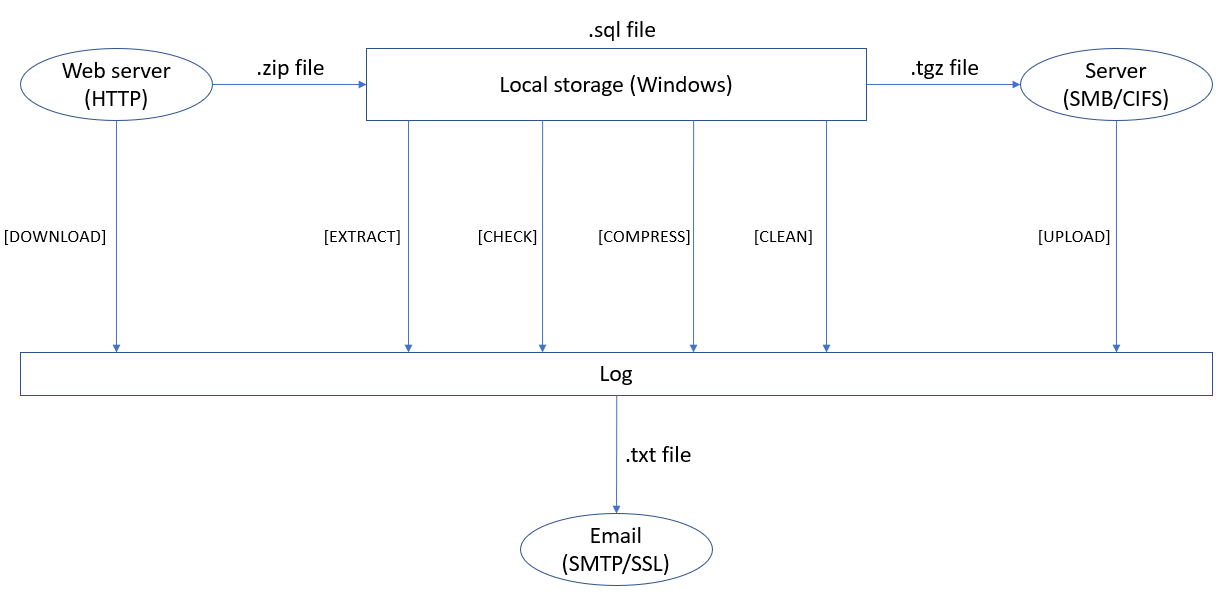 .sql file
Web server
(HTTP)
.zip file
Local storage (Windows)
.tgz file
Server
(SMB/CIFS)
[DOWNLOAD]
[EXTRACT]
[CHECK]
[COMPRESS]
[CLEAN]
[UPLOAD]
Log
.txt file
Email
(SMTP/SSL)